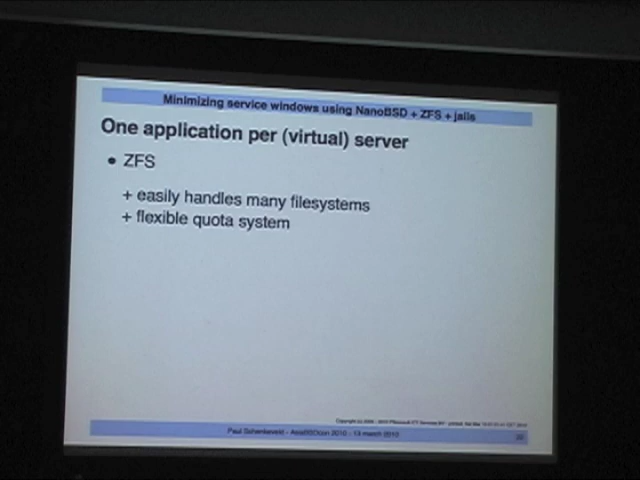 Minimizing service windows using NanoBSD + ZFS + jails
One application per (virtual) server
• ZFS
+ easily handles many filesystems
+ flexible quota system
Paul Schenkeveld - AsiaBSDCon 2010 - 13 march 2010